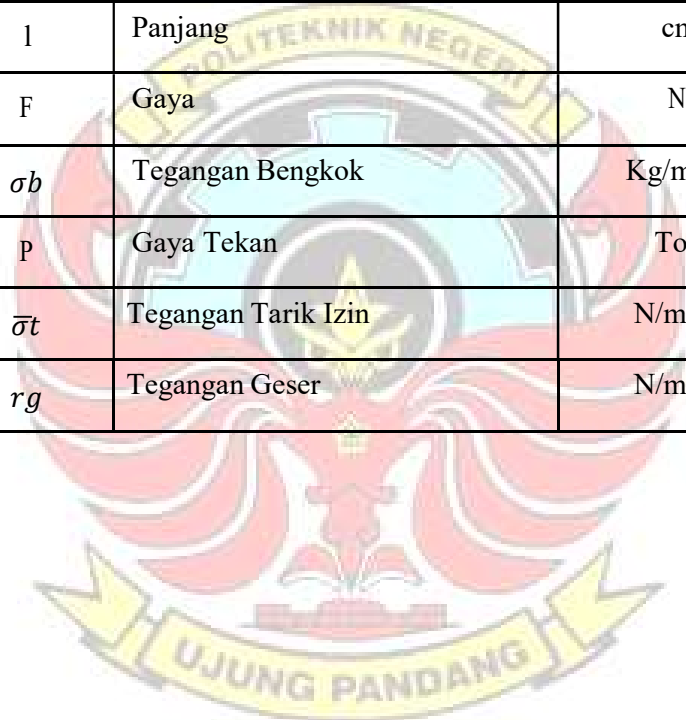 l Panjang
F Gaya N
σb Tegangan Bengkok
P Gaya Tekan
σ̅t Tegangan Tarik Izin
rg Tegangan Geser
POLITEKNIK NEGERI
UJUNG PANDANG